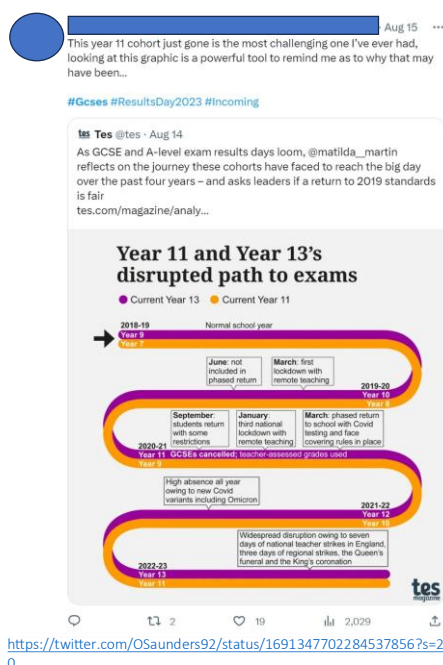 Aug 15 ...
This year 11 cohort just gone is the most challenging one I've ever had,
looking at this graphic is a powerful tool to remind me as to why that may
have been...
#Gcses #ResultsDay2023 #Incoming
tes Tes @tes · Aug 14
As GCSE and A-level exam results days loom, @matilda_martin
reflects on the journey these cohorts have faced to reach the big day
over the past four years – and asks leaders if a return to 2019 standards
is fair
tes.com/magazine/analy...
Year 11 and Year 13's
disrupted path to exams
Current Year 13 Current Year 11
2018-19 Normal school year
Year 9
Year 7
June: not
included in
phased return
March: first
lockdown with
remote teaching
2019-20
Year 10
Year 8
September:
students return
with some
restrictions
January:
third national
lockdown with
remote teaching
March: phased return
to school with Covid
testing and face
covering rules in place
2020-21
Year 11 GCSEs cancelled; teacher-assessed grades used
Year 9
High absence all year
owing to new Covid
variants including Omicron
2021-22
Year 12
Year 10
Widespread disruption owing to seven
days of national teacher strikes in England,
three days of regional strikes, the Queen's
funeral and the King's coronation
2022-23
Year 13
Year 11
tes
magazine
2 19 2,029
https://twitter.com/OSaunders92/status/1691347702284537856?s=2
0